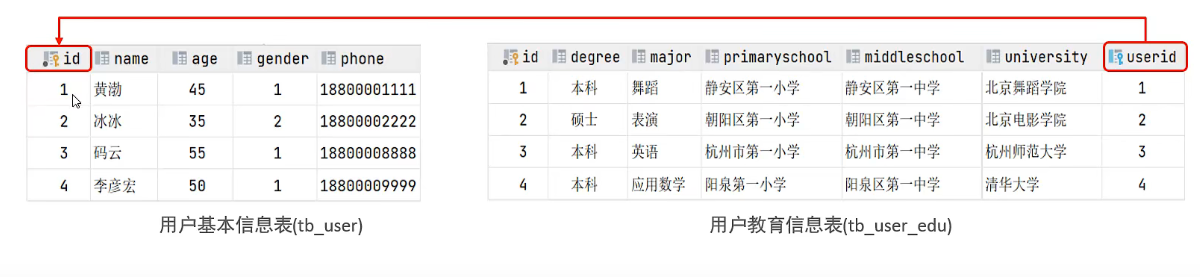 id name age gender phone
1 黄渤 45 1 18800001111
2 冰冰 35 2 18800002222
3 码云 55 1 18800008888
4 李彦宏 50 1 18800009999
用户基本信息表(tb_user)
id degree major primaryschool middleschool university userid
1 本科 舞蹈 静安区第一小学 静安区第一中学 北京舞蹈学院 1
2 硕士 表演 朝阳区第一小学 朝阳区第一中学 北京电影学院 2
3 本科 英语 杭州市第一小学 杭州市第一中学 杭州师范大学 3
4 本科 应用数学 阳泉第一小学 阳泉区第一中学 清华大学 4
用户教育信息表(tb_user_edu)